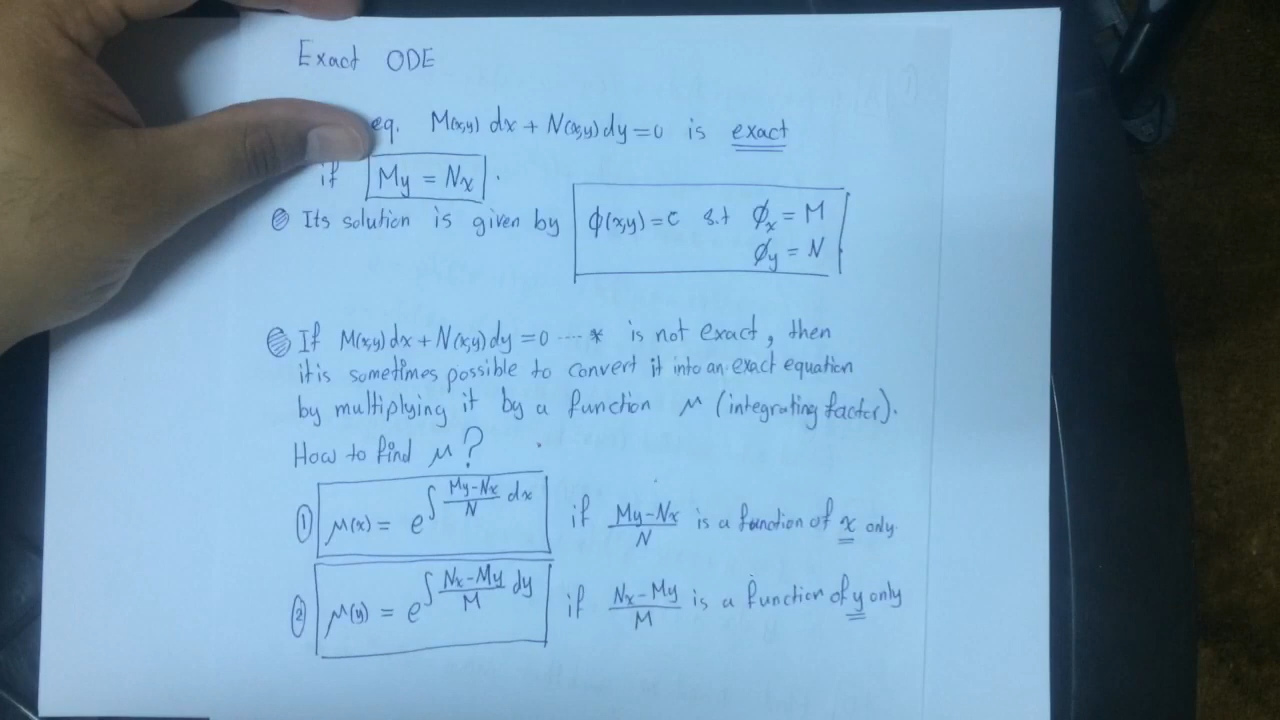 Exact ODE
eq. M(x,y) dx + N(x,y) dy = 0 is exact
if My = Nx .
Its solution is given by ϕ(x,y) = c s.t ϕx = M
ϕy = N
If M(x,y) dx + N(x,y) dy = 0 ---- * is not exact, then
it is sometimes possible to convert it into an exact equation
by multiplying it by a function μ (integrating factor).
How to find μ?
① μ(x) = e^∫ (My-Nx)/N dx if (My-Nx)/N is a function of x only.
② μ(y) = e^∫ (Nx-My)/M dy if (Nx-My)/M is a function of y only